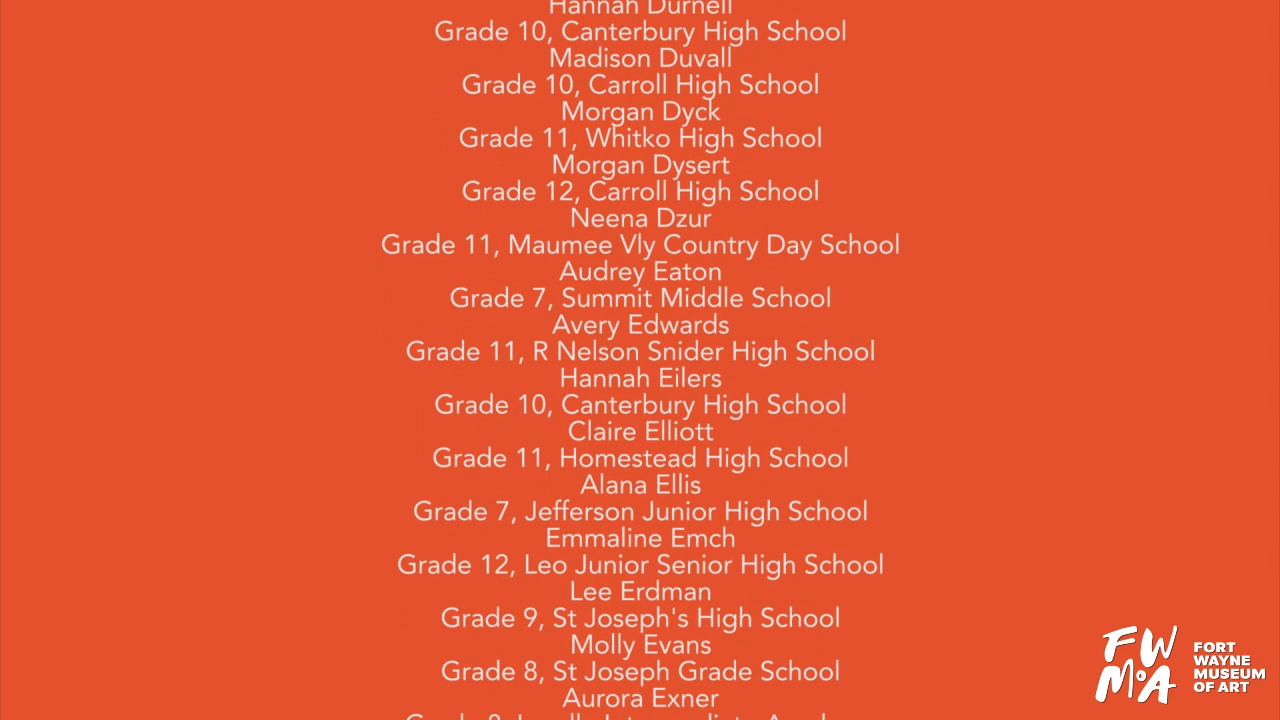 Hannah Durnell
Grade 10, Canterbury High School
Madison Duvall
Grade 10, Carroll High School
Morgan Dyck
Grade 11, Whitko High School
Morgan Dysert
Grade 12, Carroll High School
Neena Dzur
Grade 11, Maumee Vly Country Day School
Audrey Eaton
Grade 7, Summit Middle School
Avery Edwards
Grade 11, R Nelson Snider High School
Hannah Eilers
Grade 10, Canterbury High School
Claire Elliott
Grade 11, Homestead High School
Alana Ellis
Grade 7, Jefferson Junior High School
Emmaline Emch
Grade 12, Leo Junior Senior High School
Lee Erdman
Grade 9, St Joseph's High School
Molly Evans
Grade 8, St Joseph Grade School
Aurora Exner
FW
MoA
FORT
WAYNE
MUSEUM
OF ART